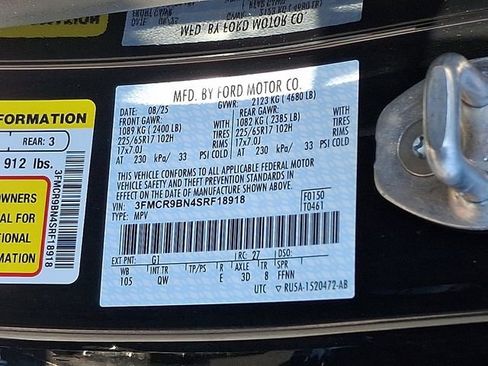 MFD. BY FORD MOTOR CO.
NFORMATION
REAR: 3
912 lbs.
OWNERS
FOR
TIONAL
MATION
3FMCR9BN4SRF18918
MFD. BY FORD MOTOR CO.
DATE: 08/25 GVWR: 2123 KG ( 4680 LB)
FRONT GAWR: REAR GAWR:
1089 KG ( 2400 LB) WITH 1082 KG ( 2385 LB) WITH
225/65R17 102H TIRES 225/65R17 102H TIRES
17x7.0J RIMS 17x7.0J RIMS
AT 230 kPa/ 33 PSI COLD AT 230 kPa/ 33 PSI COLD
THIS VEHICLE CONFORMS TO ALL APPLICABLE FEDERAL MOTOR
VEHICLE SAFETY AND THEFT PREVENTION STANDARDS IN
EFFECT ON THE DATE OF MANUFACTURE SHOWN ABOVE.
VIN: 3FMCR9BN4SRF18918 F0150
TYPE: MPV T0461
EXT PNT: G1 RC: 27 DSO:
WB INT TR TP/PS R AXLE TR SPR
105 QW E 3D 8 FFNN
UTC RU5A-1520472-AB